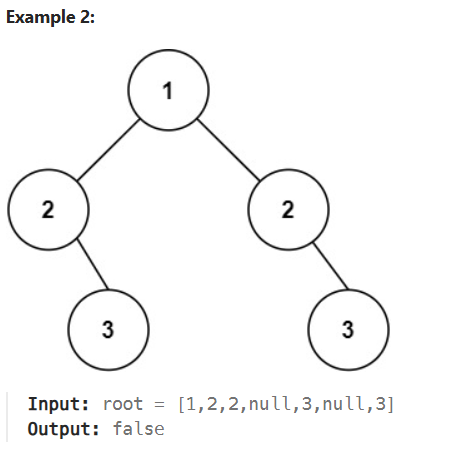 Example 2:
1
2 2
3 3
Input: root = [1,2,2,null,3,null,3]
Output: false